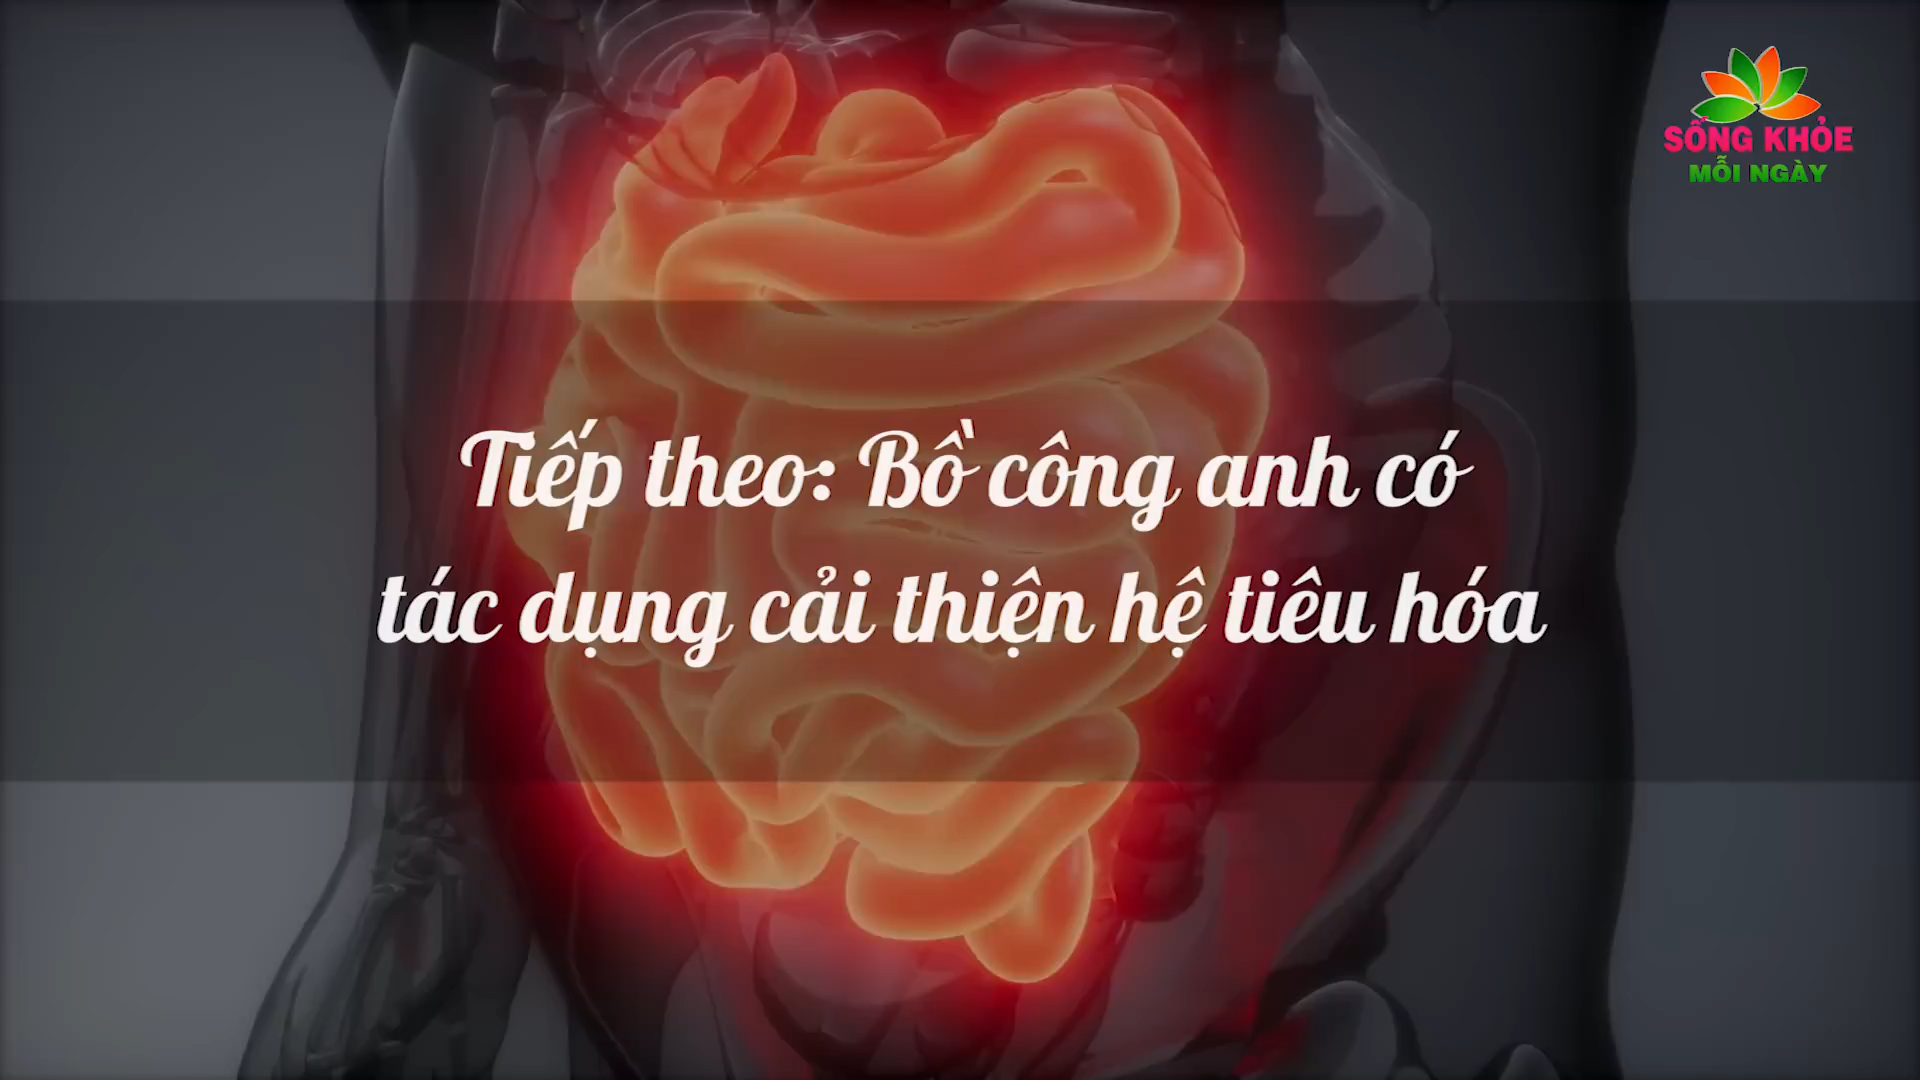 SỐNG KHỎE
MỖI NGÀY
Tiếp theo: Bồ công anh có
tác dụng cải thiện hệ tiêu hóa